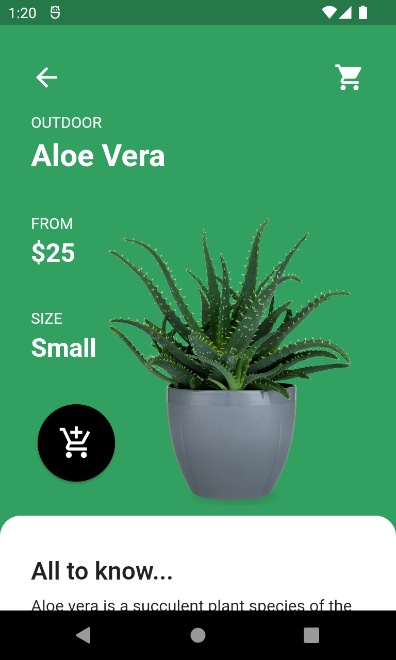 1:20
OUTDOOR
Aloe Vera
FROM
$25
SIZE
Small
All to know...
Aloe vera is a succulent plant species of the